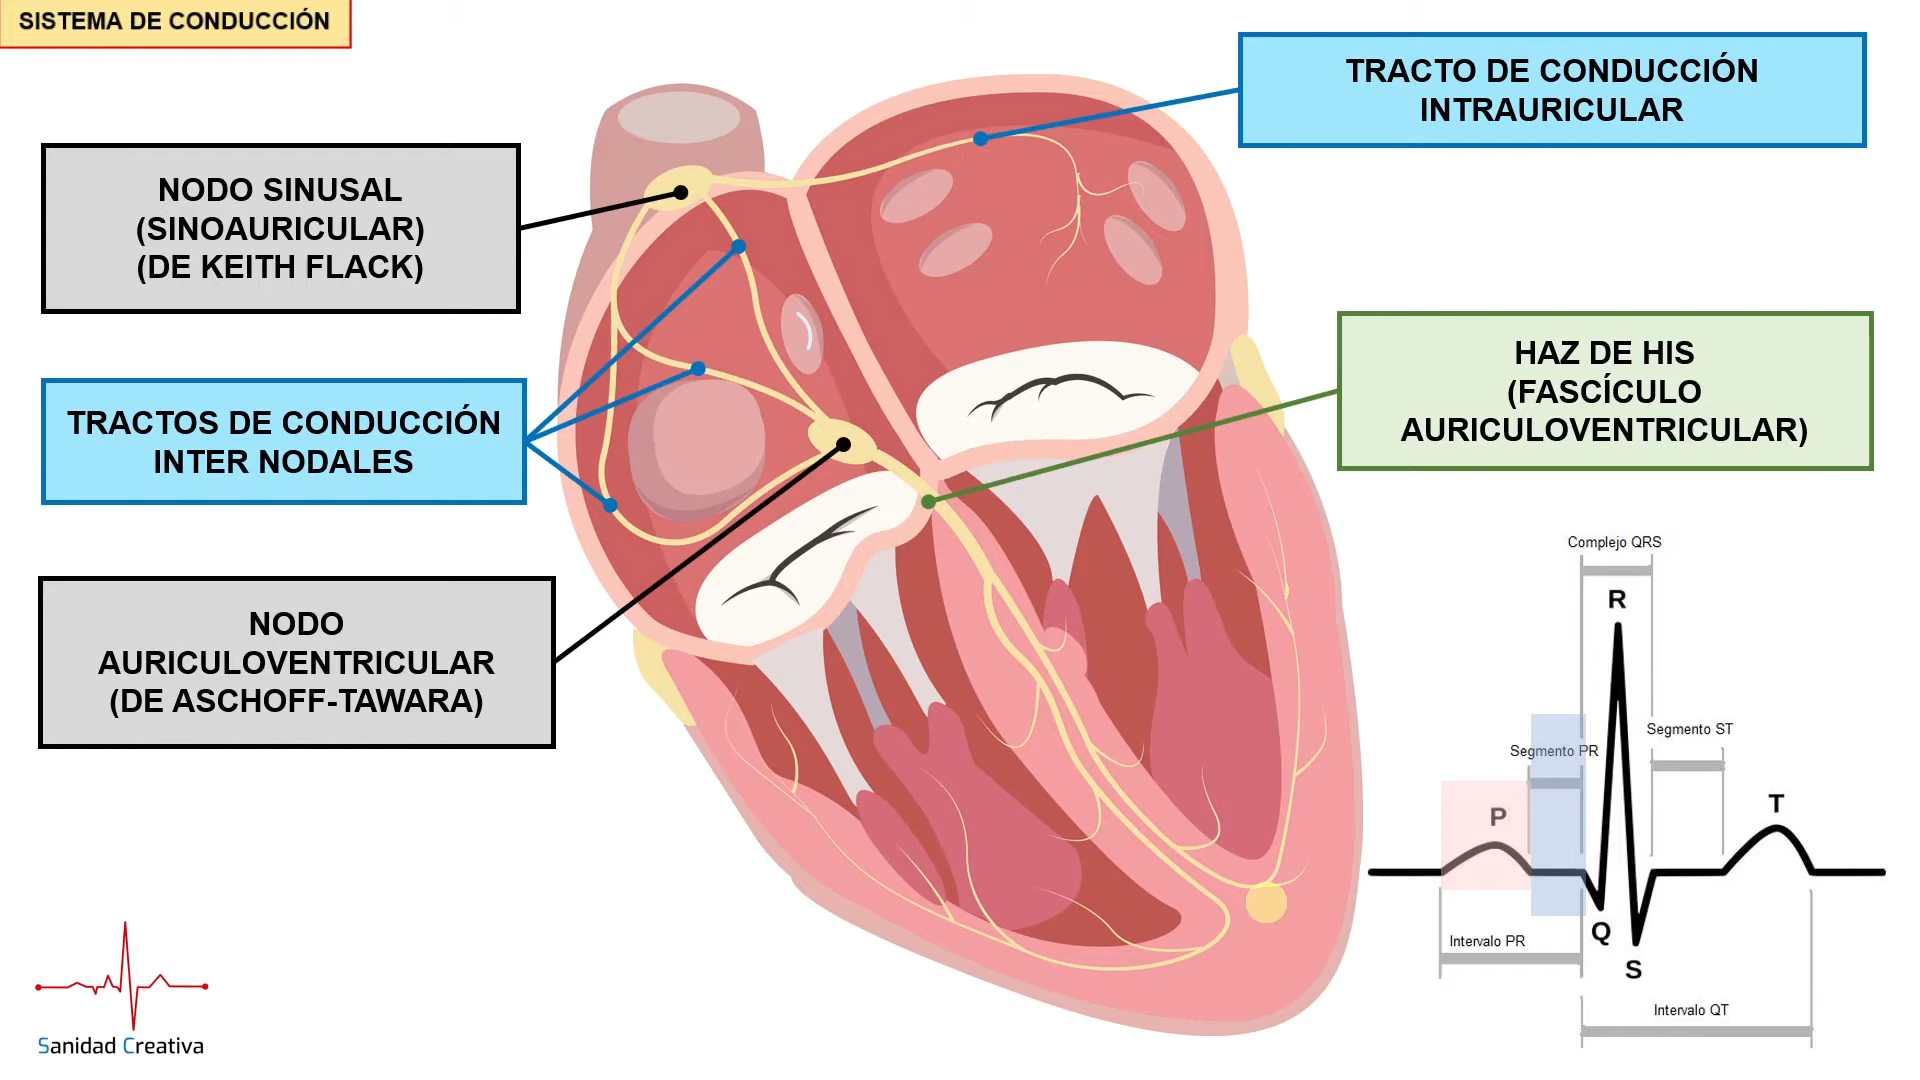 SISTEMA DE CONDUCCIÓN
TRACTO DE CONDUCCIÓN
INTRAURICULAR
NODO SINUSAL
(SINOAURICULAR)
(DE KEITH FLACK)
HAZ DE HIS
(FASCÍCULO
AURICULOVENTRICULAR)
TRACTOS DE CONDUCCIÓN
INTER NODALES
NODO
AURICULOVENTRICULAR
(DE ASCHOFF-TAWARA)
Complejo QRS
R
Segmento ST
Segmento PR
P
T
Q
Intervalo PR
S
Intervalo QT
Sanidad Creativa